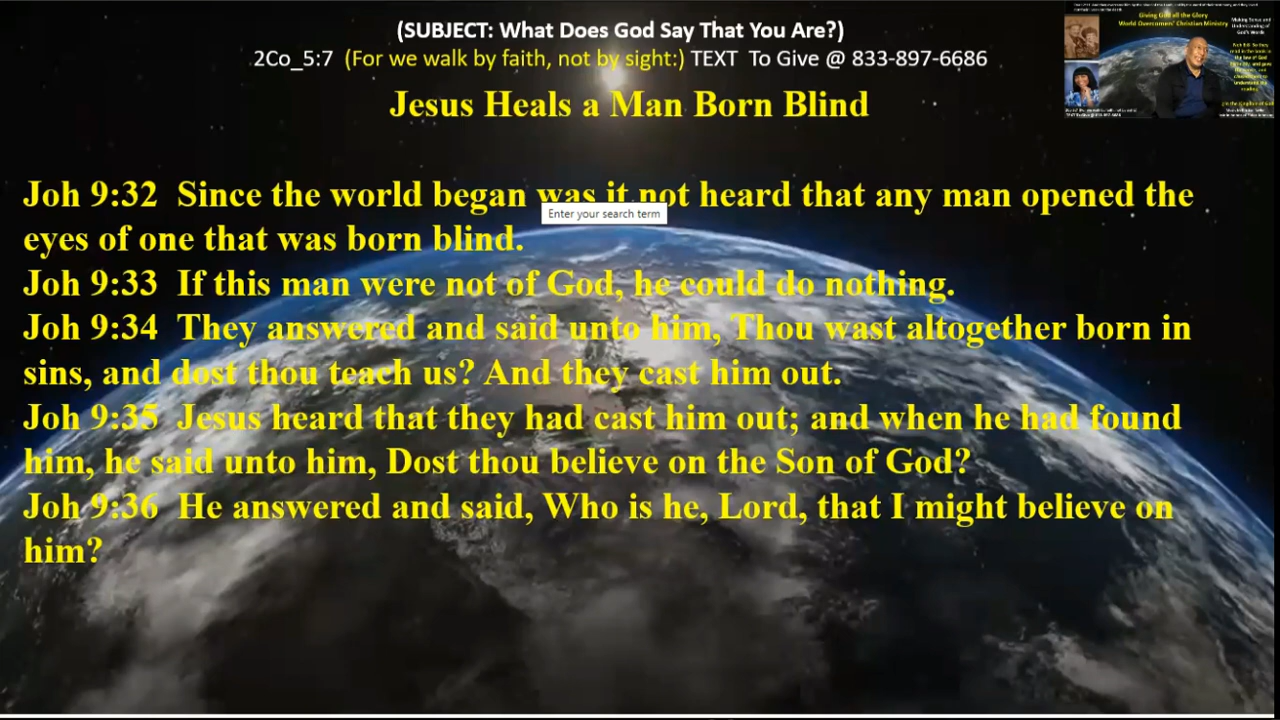 (SUBJECT: What Does God Say That You Are?)
2Co_5:7 (For we walk by faith, not by sight:) TEXT To Give @ 833-897-6686
Jesus Heals a Man Born Blind
Joh 9:32 Since the world began was it not heard that any man opened the
Enter your search term
eyes of one that was born blind.
Joh 9:33 If this man were not of God, he could do nothing.
Joh 9:34 They answered and said unto him, Thou wast altogether born in
sins, and dost thou teach us? And they cast him out.
Joh 9:35 Jesus heard that they had cast him out; and when he had found
him, he said unto him, Dost thou believe on the Son of God?
Joh 9:36 He answered and said, Who is he, Lord, that I might believe on
him?
Giving God all the Glory
World Overcomers' Christian Ministry
Making Sense and
Understanding of
God's Words